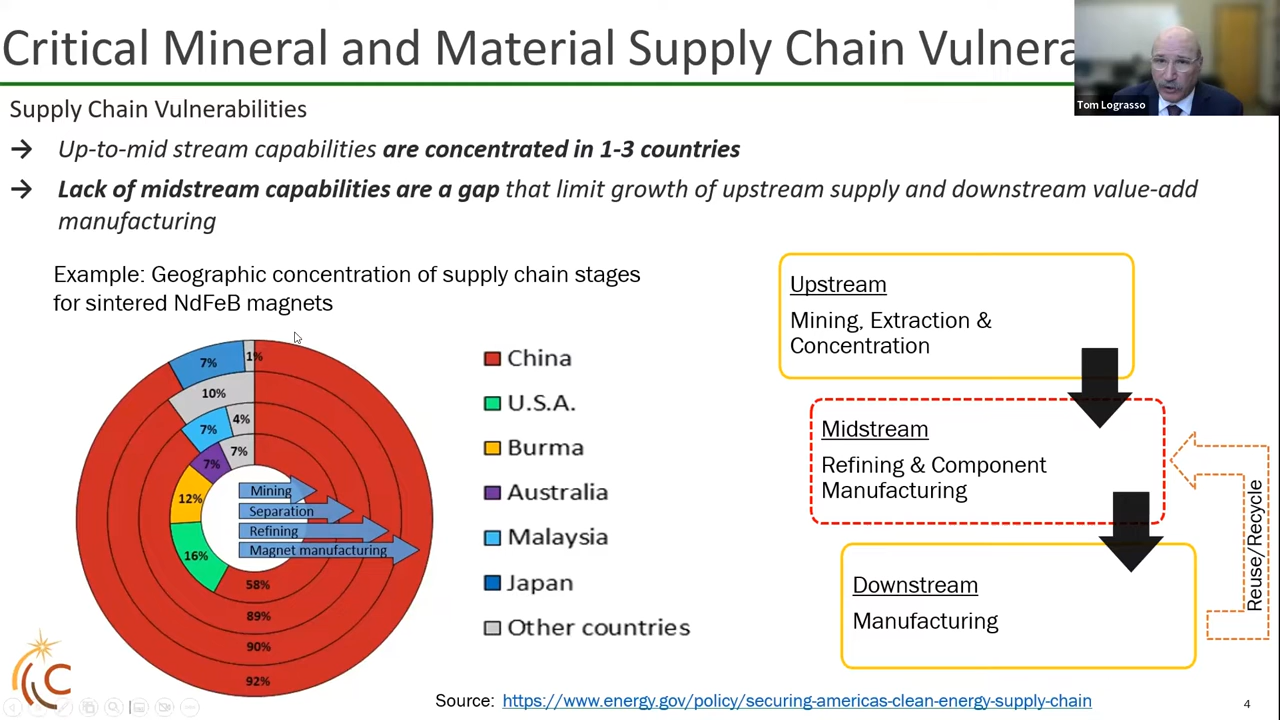 Critical Mineral and Material Supply Chain Vulnera
Tom Lograsso
Supply Chain Vulnerabilities
→ Up-to-mid stream capabilities are concentrated in 1-3 countries
→ Lack of midstream capabilities are a gap that limit growth of upstream supply and downstream value-add
manufacturing
Example: Geographic concentration of supply chain stages
for sintered NdFeB magnets
7%
1%
10%
7%
4%
7%
7%
12%
16%
Mining
Separation
Refining
Magnet manufacturing
58%
89%
90%
92%
China
U.S.A.
Burma
Australia
Malaysia
Japan
Other countries
Upstream
Mining, Extraction &
Concentration
Midstream
Refining & Component
Manufacturing
Downstream
Manufacturing
Reuse/Recycle
C
Source: https://www.energy.gov/policy/securing-americas-clean-energy-supply-chain
4